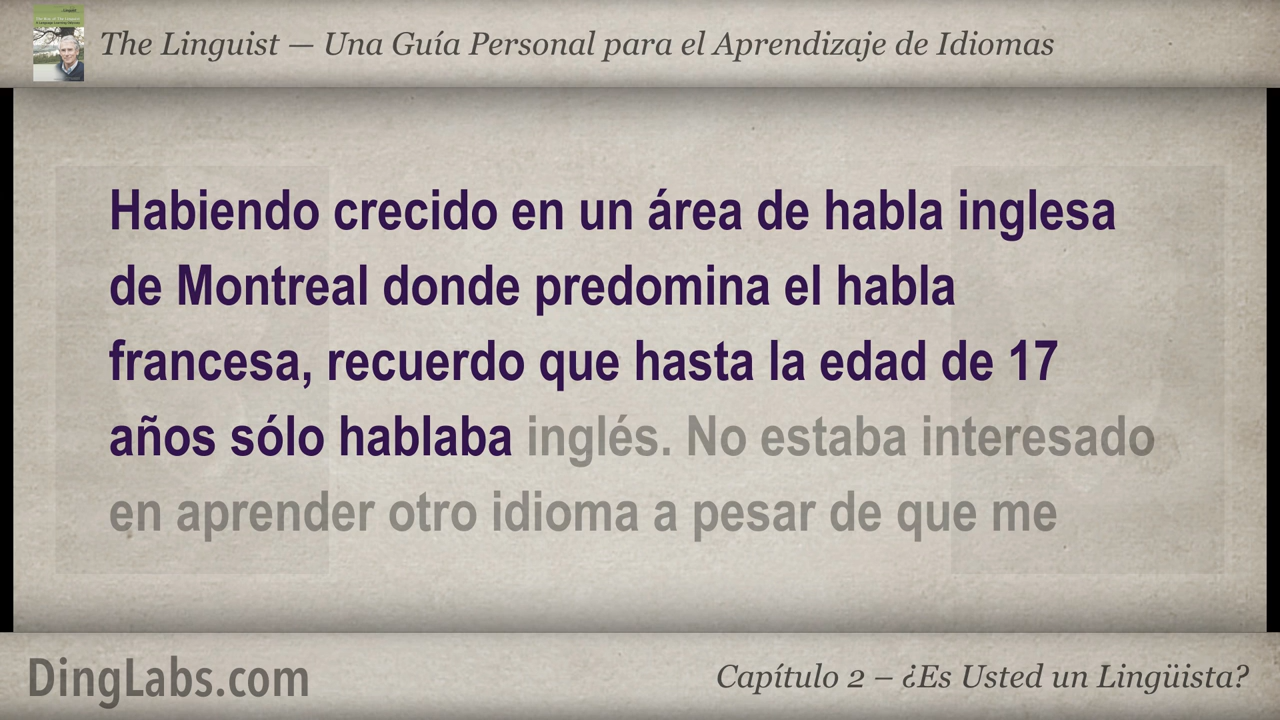 The Linguist — Una Guía Personal para el Aprendizaje de Idiomas
Habiendo crecido en un área de habla inglesa
de Montreal donde predomina el habla
francesa, recuerdo que hasta la edad de 17
años sólo hablaba inglés. No estaba interesado
en aprender otro idioma a pesar de que me
DingLabs.com
Capítulo 2 – ¿Es Usted un Lingüista?